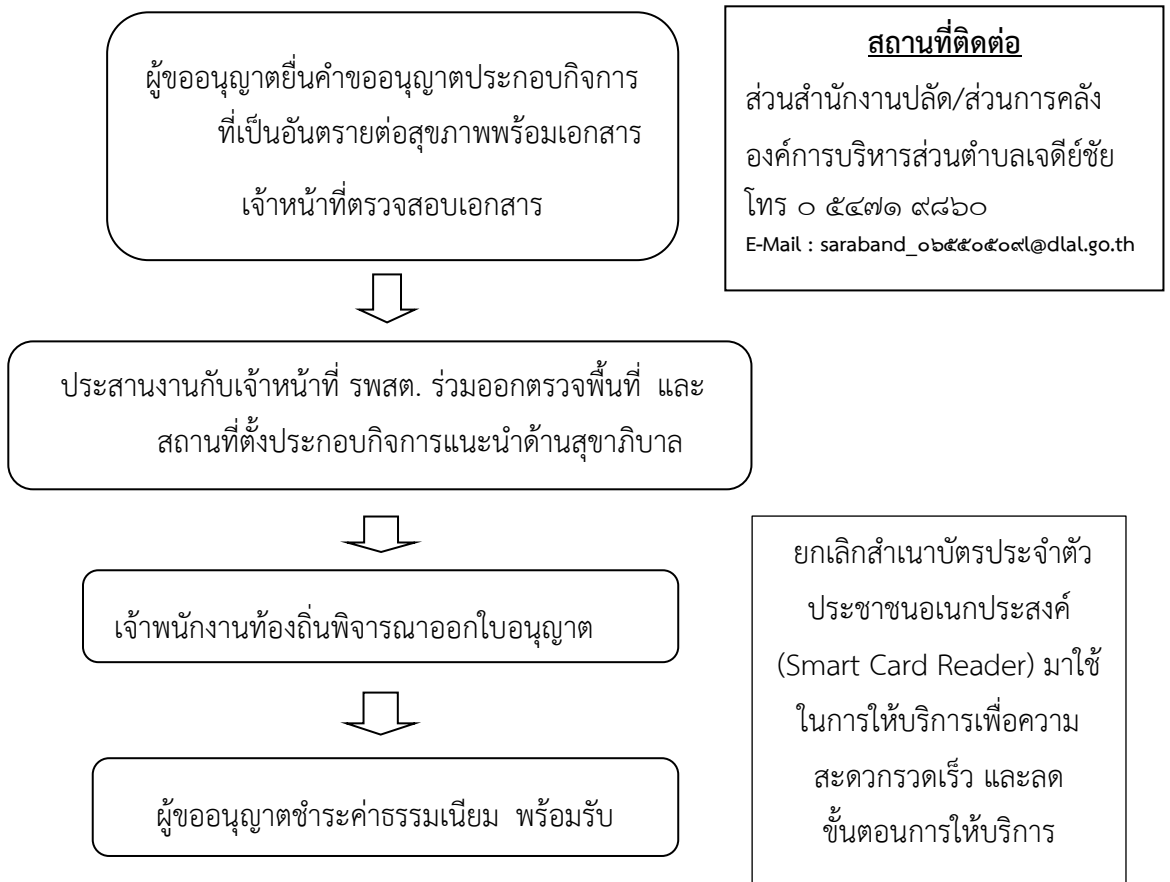 ผู้ขออนุญาตยื่นคำขออนุญาตประกอบกิจการ
ที่เป็นอันตรายต่อสุขภาพพร้อมเอกสาร
เจ้าหน้าที่ตรวจสอบเอกสาร
สถานที่ติดต่อ
ส่วนสำนักงานปลัด/ส่วนการคลัง
องค์การบริหารส่วนตำบลเจดีย์ชัย
โทร ๐ ๕๔๗๑ ๙๘๖๐
E-Mail : saraband_๐๖๕๕๐๕๐๙l@dlal.go.th
ประสานงานกับเจ้าหน้าที่ รพสต. ร่วมออกตรวจพื้นที่ และ
สถานที่ตั้งประกอบกิจการแนะนำด้านสุขาภิบาล
เจ้าพนักงานท้องถิ่นพิจารณาออกใบอนุญาต
ผู้ขออนุญาตชำระค่าธรรมเนียม พร้อมรับ
ยกเลิกสำเนาบัตรประจำตัว
ประชาชนอเนกประสงค์
(Smart Card Reader) มาใช้
ในการให้บริการเพื่อความ
สะดวกรวดเร็ว และลด
ขั้นตอนการให้บริการ